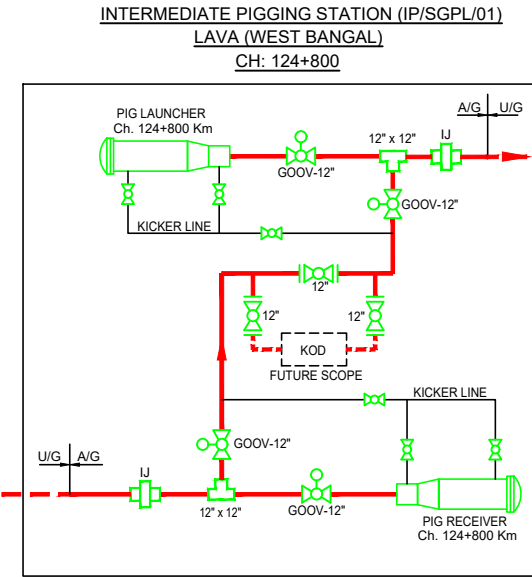 INTERMEDIATE PIGGING STATION (IP/SGPL/01)
LAVA (WEST BANGAL)
CH: 124+800
A/G U/G
PIG LAUNCHER
Ch. 124+800 Km
12" x 12"
IJ
GOOV-12"
GOOV-12"
KICKER LINE
12"
12"
12"
KOD
FUTURE SCOPE
KICKER LINE
GOOV-12"
U/G A/G
IJ
12" x 12"
GOOV-12"
PIG RECEIVER
Ch. 124+800 Km